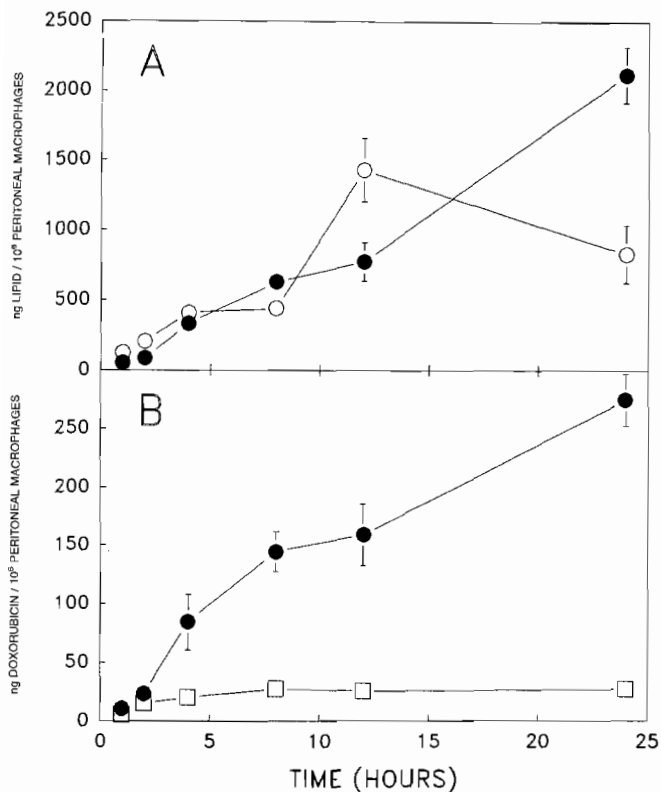 ng LIPID / 10⁶ PERITONEAL MACROPHAGES
2500
2000
1500
1000
500
0
A
ng DOXORUBICIN / 10⁶ PERITONEAL MACROPHAGES
250
200
150
100
50
0
B
0 5 10 15 20 25
TIME (HOURS)